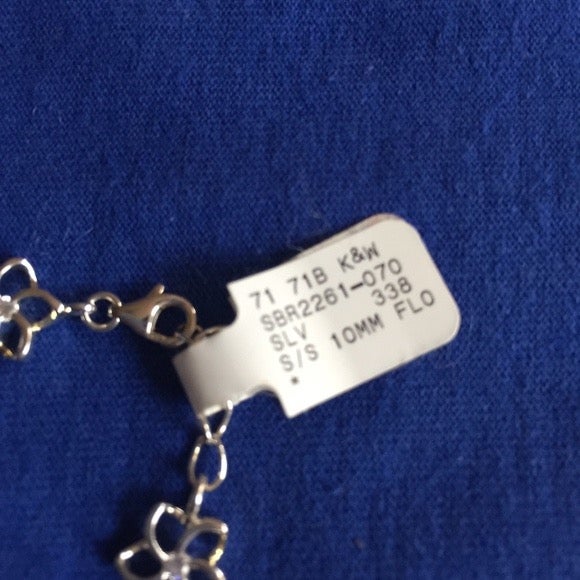 71 71B K&W
SBR2261-070
SLV 338
S/S 10MM FLO
*